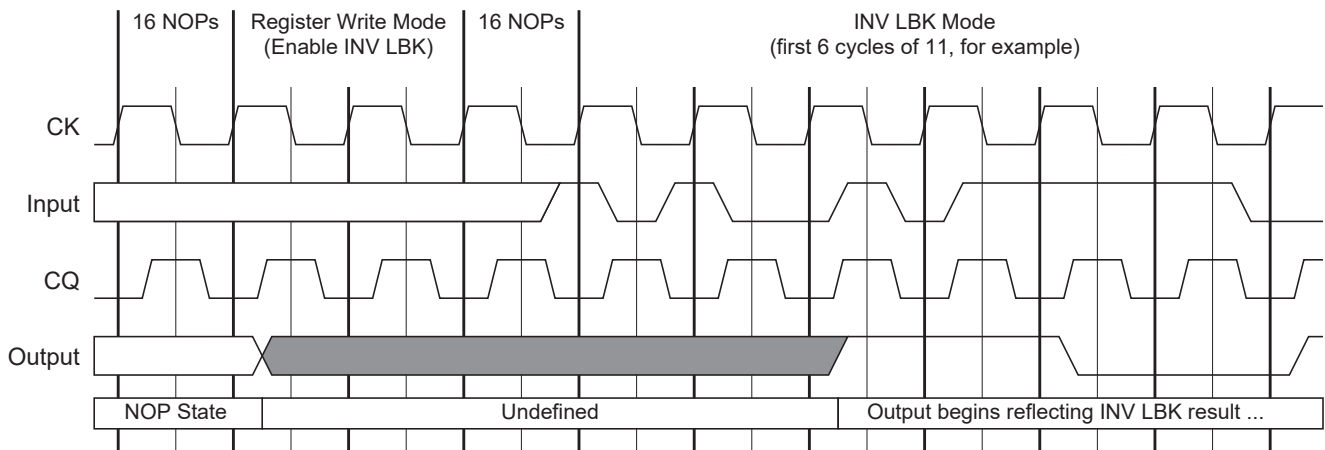 16 NOPs Register Write Mode 16 NOPs INV LBK Mode
(Enable INV LBK) (first 6 cycles of 11, for example)
CK
Input
CQ
Output
NOP State Undefined Output begins reflecting INV LBK result ...